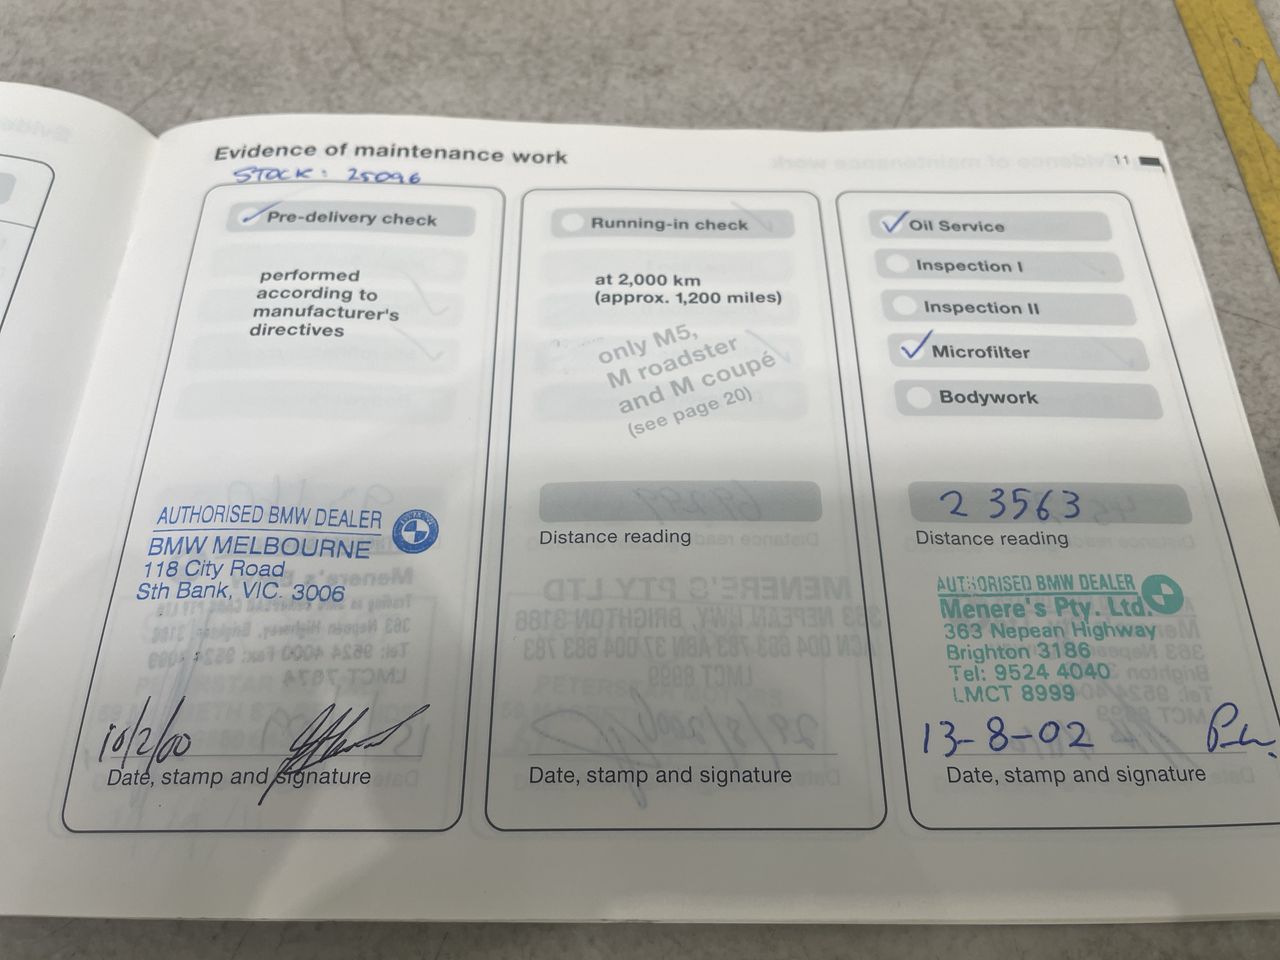 Evidence of maintenance work
11
STOCK: 25096
Pre-delivery check
performed
according to
manufacturer's
directives
AUTHORISED BMW DEALER
BMW MELBOURNE
118 City Road
Sth Bank, VIC. 3006
10/2/00
Date, stamp and signature
Running-in check
at 2,000 km
(approx. 1,200 miles)
only M5,
M roadster
and M coupé
(see page 20)
Distance reading
Date, stamp and signature
Oil Service
Inspection I
Inspection II
Microfilter
Bodywork
23563
Distance reading
AUTHORISED BMW DEALER
Menere's Pty. Ltd.
363 Nepean Highway
Brighton 3186
Tel: 9524 4040
LMCT 8999
13-8-02
Date, stamp and signature